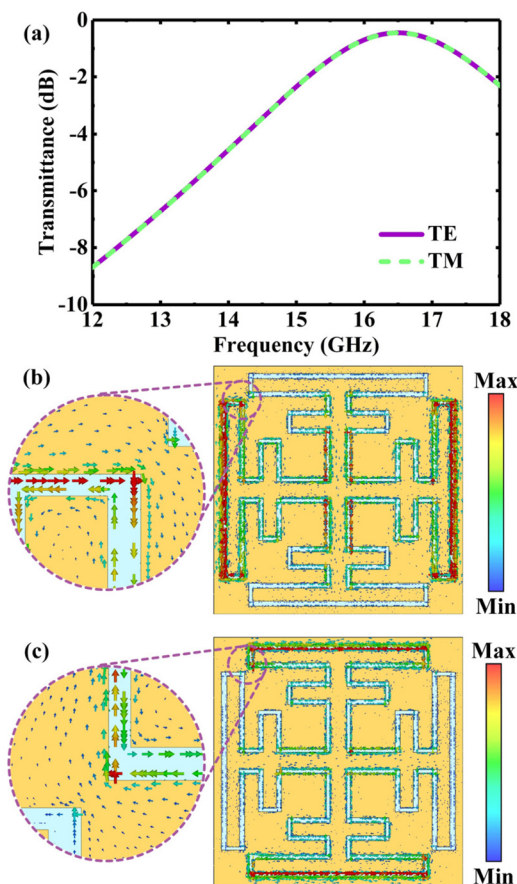 (a)
Transmittance (dB)
0
-2
-4
-6
-8
-10
TE
TM
12 13 14 15 16 17 18
Frequency (GHz)
(b)
Max
Min
(c)
Max
Min